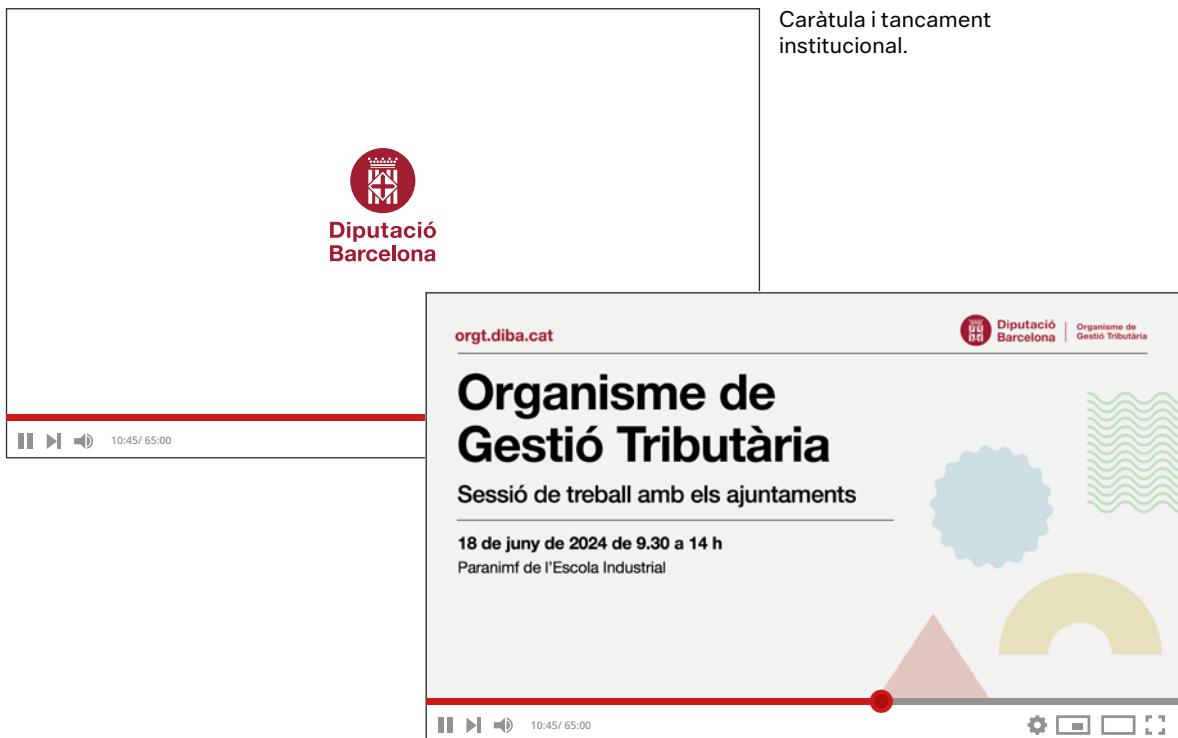 Caràtula i tancament
institucional.
Diputació
Barcelona
10:45/ 65:00
orgt.diba.cat
Diputació
Barcelona
Organisme de
Gestió Tributària
Organisme de
Gestió Tributària
Sessió de treball amb els ajuntaments
18 de juny de 2024 de 9.30 a 14 h
Paranimf de l’Escola Industrial
10:45/ 65:00